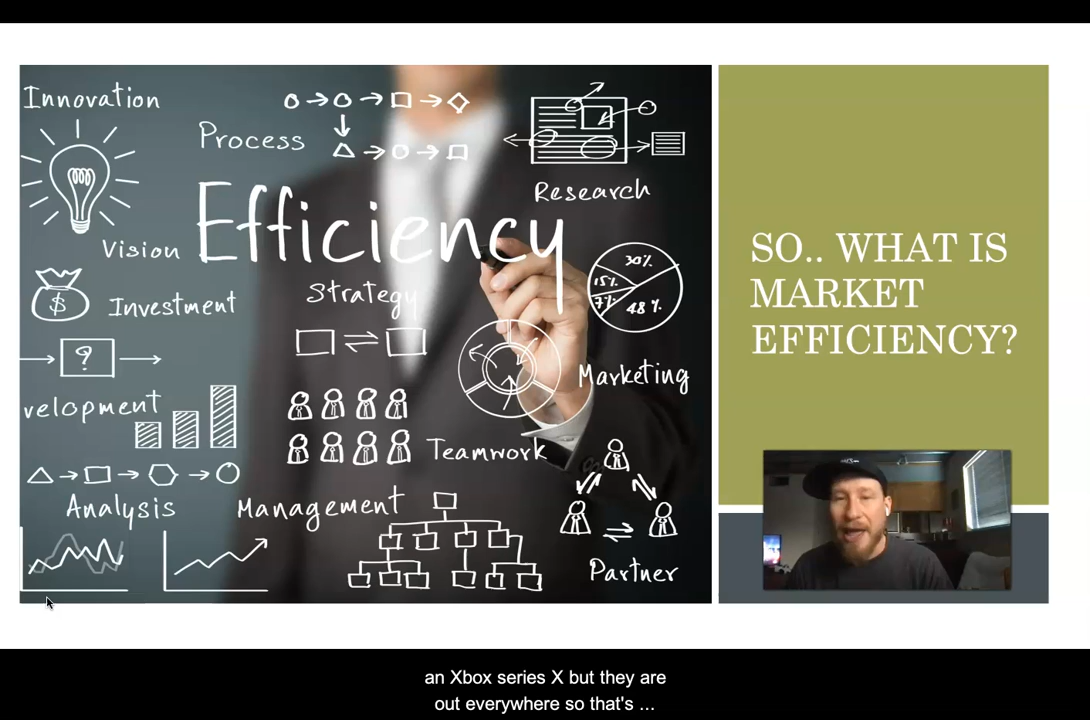 Innovation
Process
Efficiency
Research
Vision
Strategy
$
Investment
30%
15%
7%
48%
?
Marketing
velopment
Teamwork
Analysis
Management
Partner
SO.. WHAT IS
MARKET
EFFICIENCY?
an Xbox series X but they are
out everywhere so that's ...